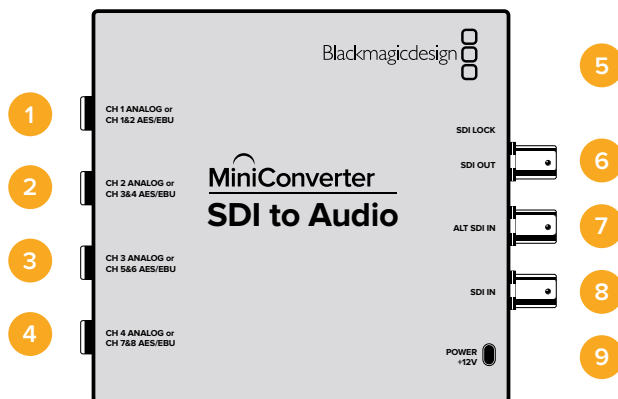 Blackmagicdesign
5
1
CH 1 ANALOG or
CH 1&2 AES/EBU
SDI LOCK
SDI OUT
6
2
CH 2 ANALOG or
CH 3&4 AES/EBU
MiniConverter
SDI to Audio
ALT SDI IN
7
3
CH 3 ANALOG or
CH 5&6 AES/EBU
SDI IN
8
4
CH 4 ANALOG or
CH 7&8 AES/EBU
POWER
+12V
9